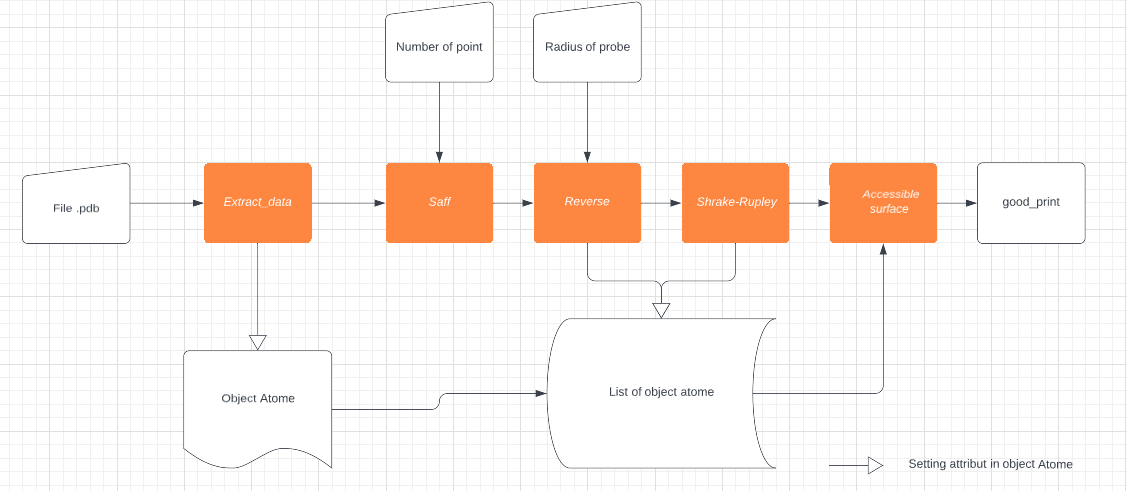 Number of point
Radius of probe
File .pdb
Extract_data
Saff
Reverse
Shrake-Rupley
Accessible
surface
good_print
Object Atome
List of object atome
Setting attribut in object Atome